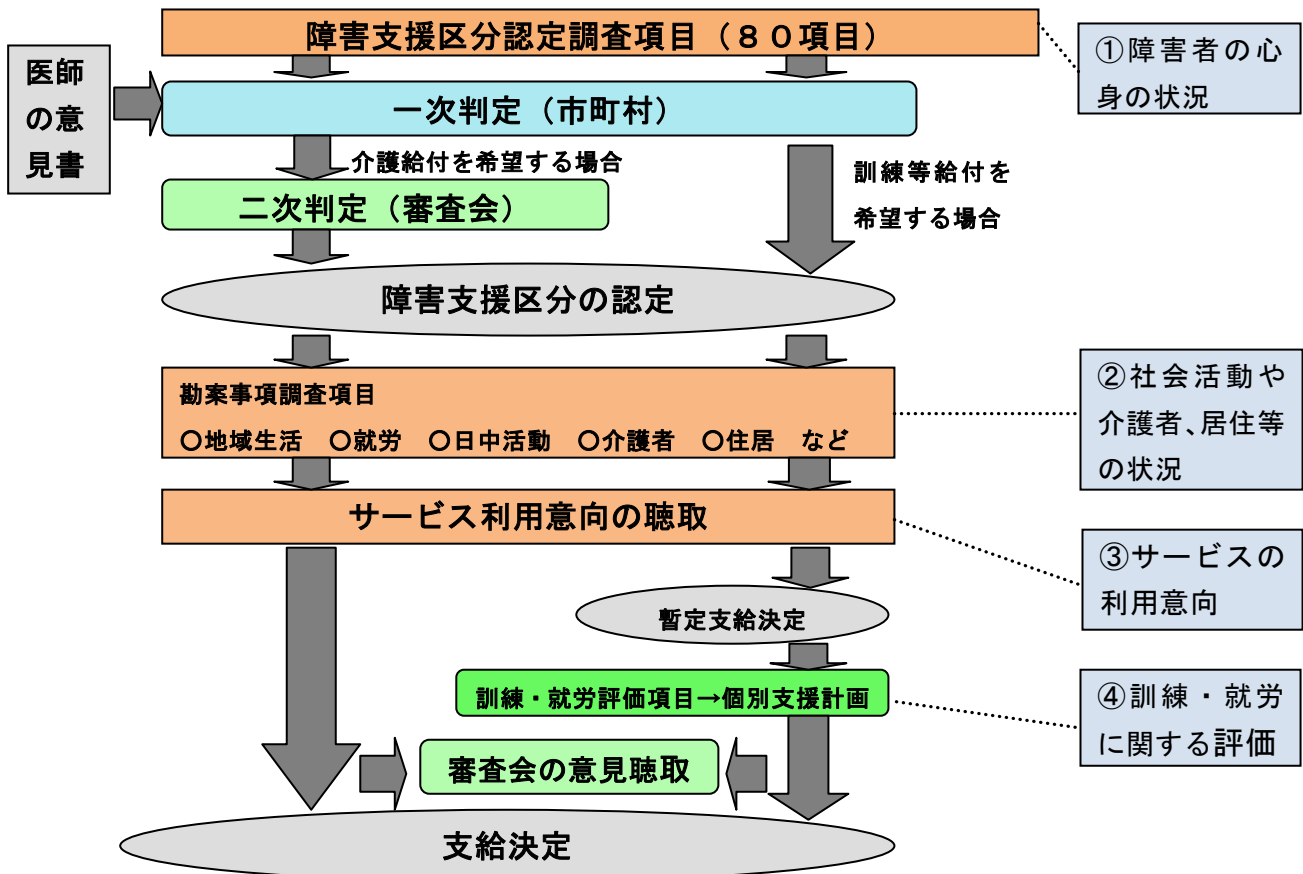 障害支援区分認定調査項目（８０項目）
①障害者の心
身の状況
医師
の意
見書
一次判定（市町村）
介護給付を希望する場合
訓練等給付を
希望する場合
二次判定（審査会）
障害支援区分の認定
勘案事項調査項目
○地域生活　○就労　○日中活動　○介護者　○住居　など
②社会活動や
介護者、居住等
の状況
サービス利用意向の聴取
③サービスの
利用意向
暫定支給決定
訓練・就労評価項目→個別支援計画
④訓練・就労
に関する評価
審査会の意見聴取
支給決定